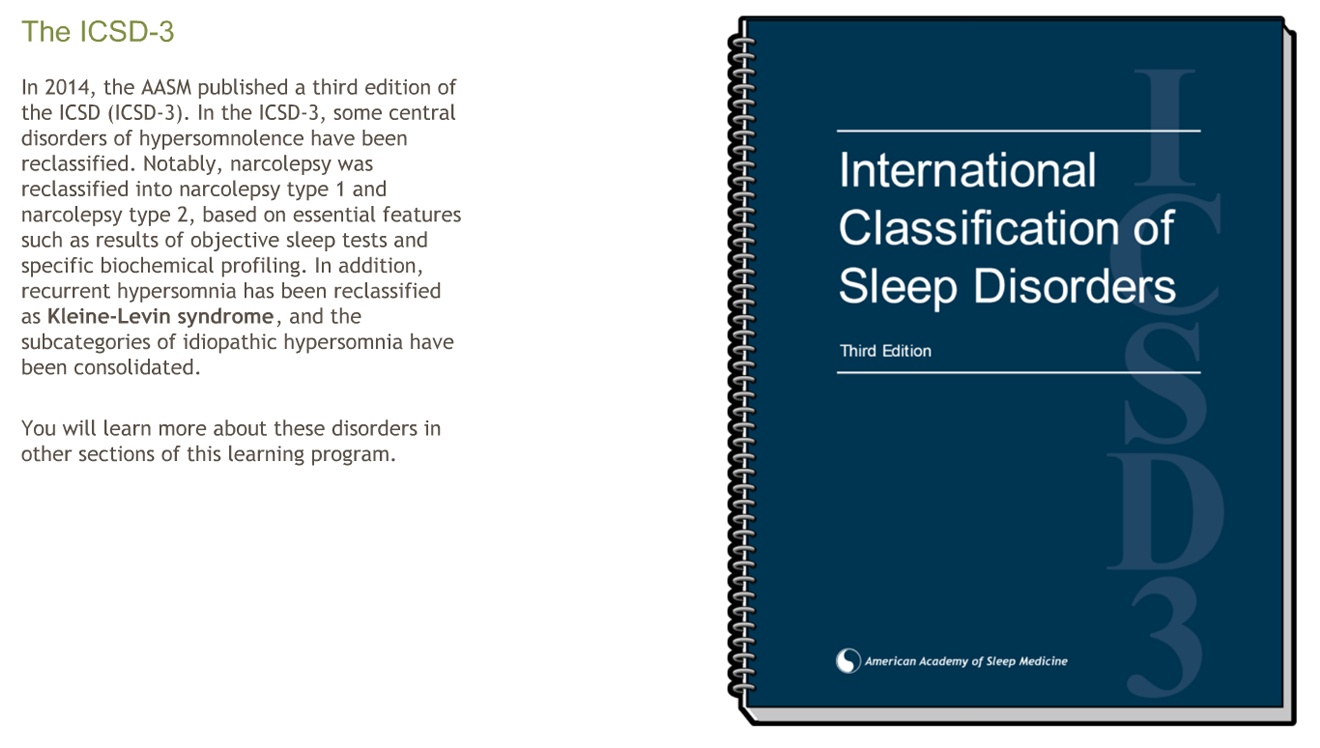 The ICSD-3
In 2014, the AASM published a third edition of
the ICSD (ICSD-3). In the ICSD-3, some central
disorders of hypersomnolence have been
reclassified. Notably, narcolepsy was
reclassified into narcolepsy type 1 and
narcolepsy type 2, based on essential features
such as results of objective sleep tests and
specific biochemical profiling. In addition,
recurrent hypersomnia has been reclassified
as Kleine-Levin syndrome, and the
subcategories of idiopathic hypersomnia have
been consolidated.
You will learn more about these disorders in
other sections of this learning program.
International
Classification of
Sleep Disorders
Third Edition
I
C
S
D
3
American Academy of Sleep Medicine